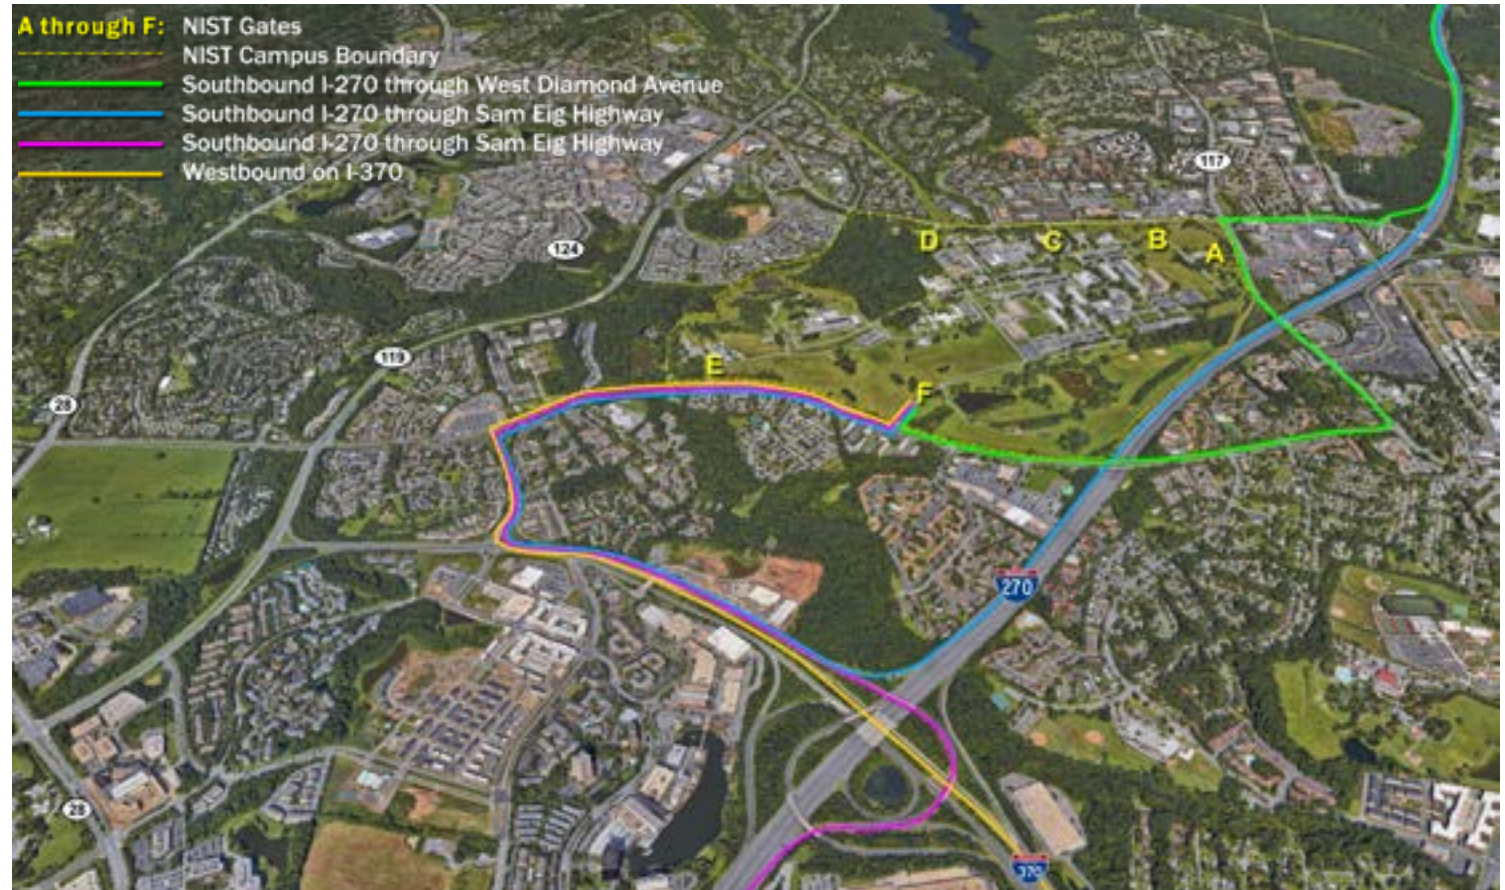 A through F: NIST Gates
NIST Campus Boundary
Southbound I-270 through West Diamond Avenue
Southbound I-270 through Sam Eig Highway
Southbound I-270 through Sam Eig Highway
Westbound on I-370
117
D
C
B
A
124
119
E
F
28
270
28
370